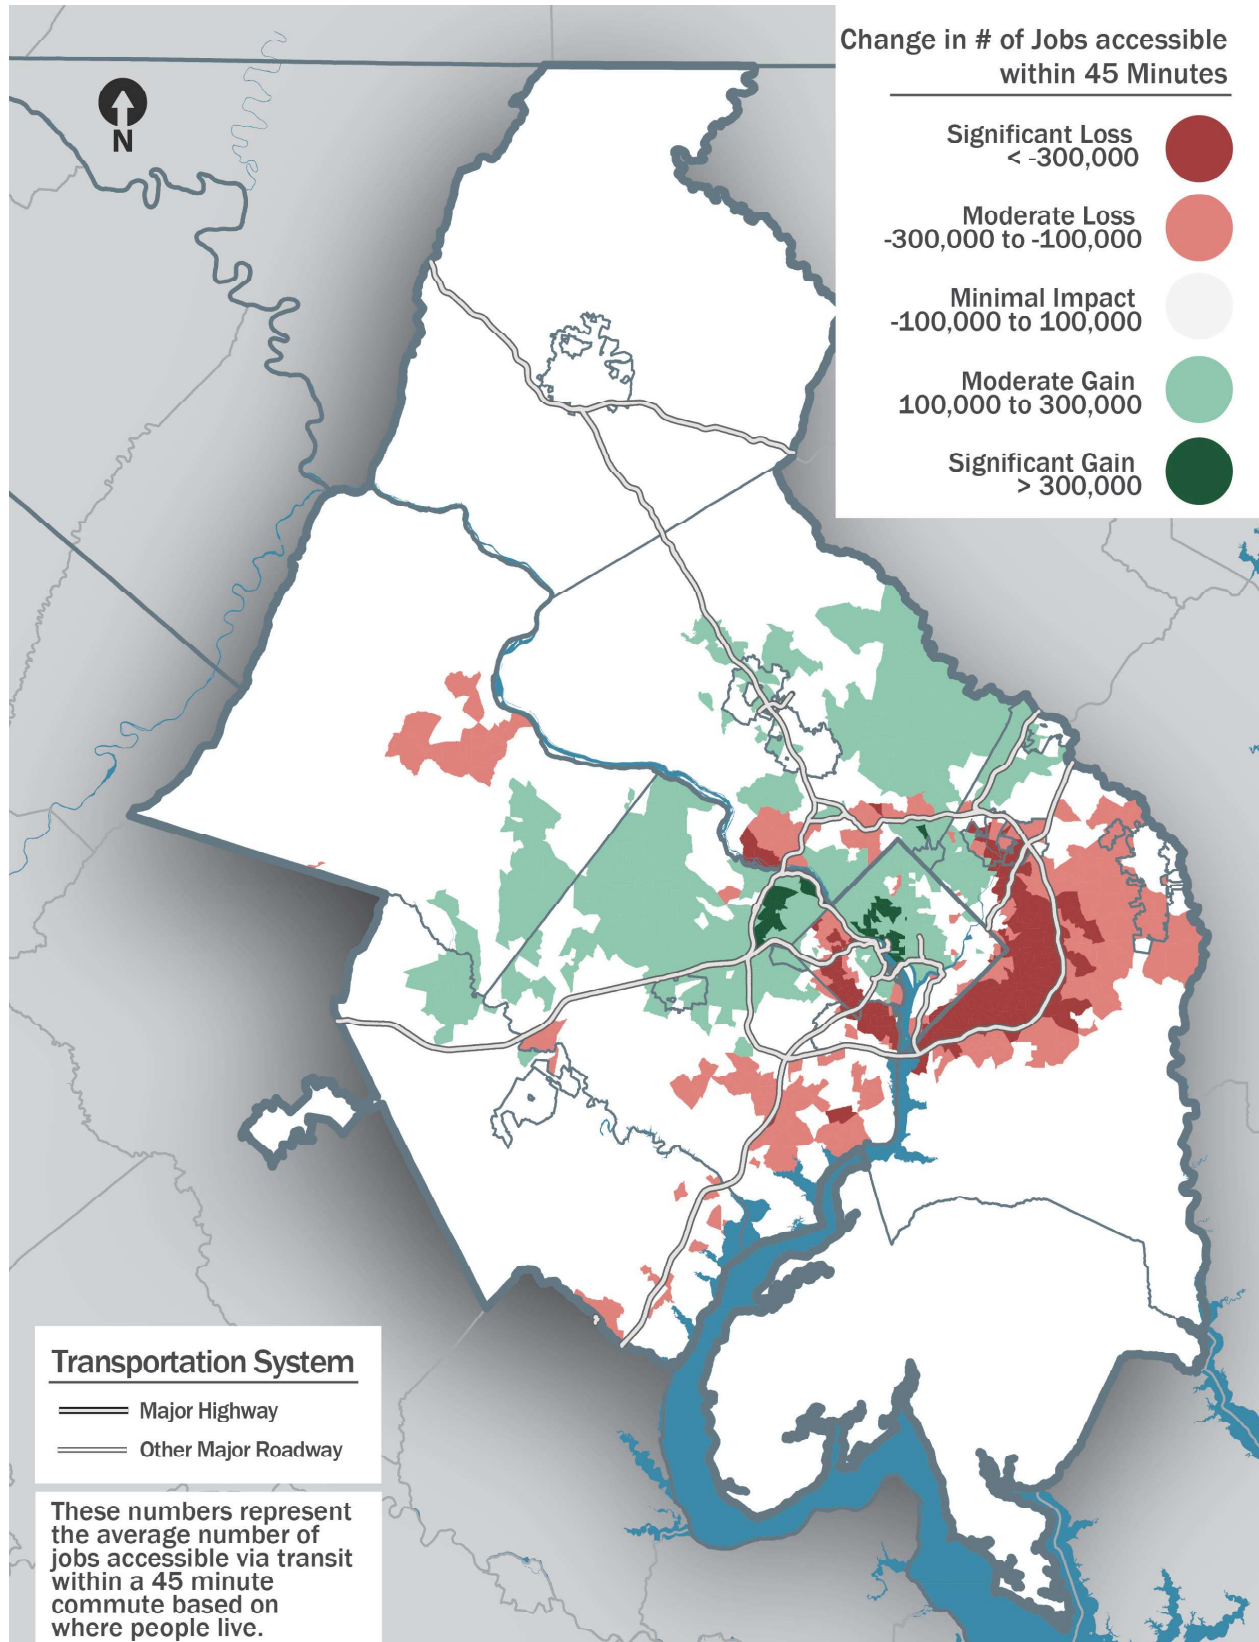 Change in # of Jobs accessible
within 45 Minutes
Significant Loss
< -300,000
Moderate Loss
-300,000 to -100,000
Minimal Impact
-100,000 to 100,000
Moderate Gain
100,000 to 300,000
Significant Gain
> 300,000
N
Transportation System
Major Highway
Other Major Roadway
These numbers represent
the average number of
jobs accessible via transit
within a 45 minute
commute based on
where people live.